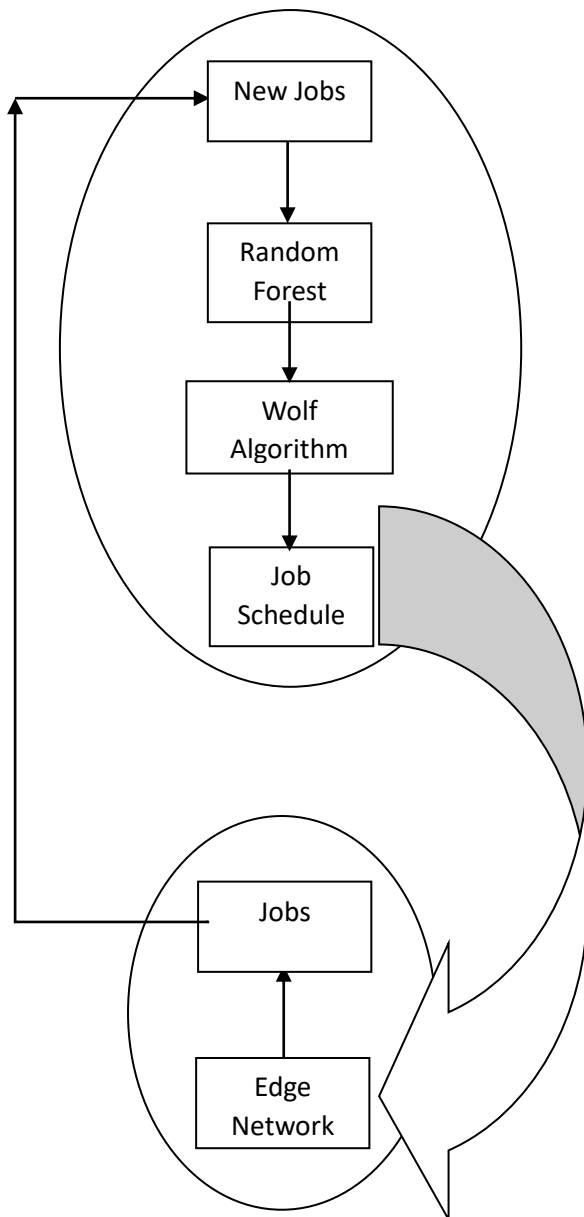 New Jobs
Random
Forest
Wolf
Algorithm
Job
Schedule
Jobs
Edge
Network